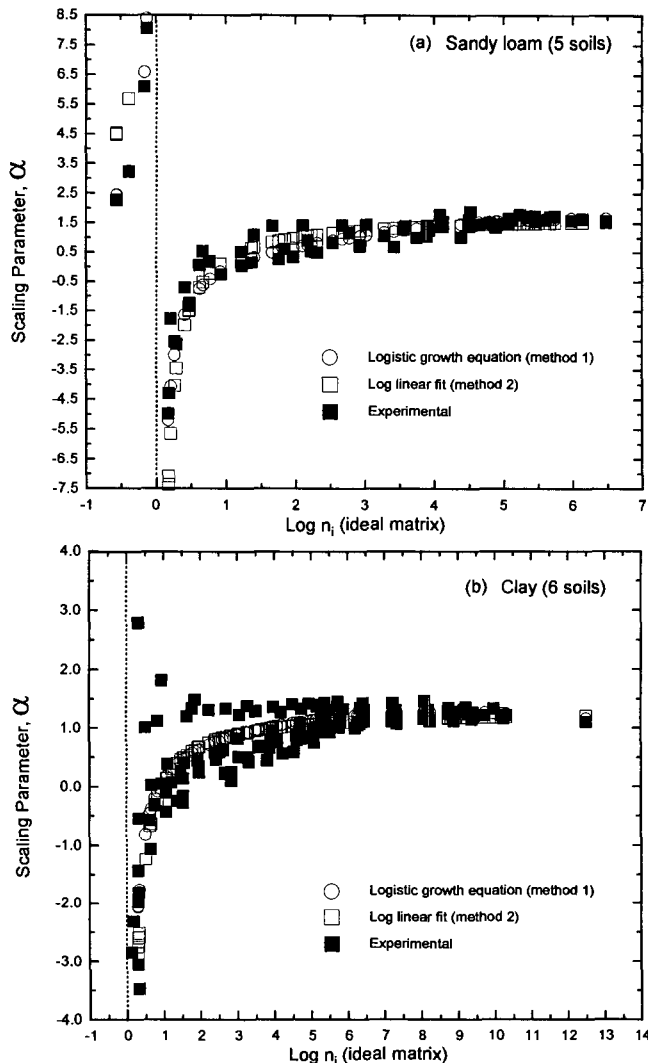 (a) Sandy loam (5 soils)
8.5
7.5
6.5
5.5
4.5
3.5
2.5
1.5
0.5
-0.5
-1.5
-2.5
-3.5
-4.5
-5.5
-6.5
-7.5
Scaling Parameter, α
Logistic growth equation (method 1)
Log linear fit (method 2)
Experimental
-1 0 1 2 3 4 5 6 7
Log nᵢ (ideal matrix)
(b) Clay (6 soils)
4.0
3.0
2.0
1.0
0.0
-1.0
-2.0
-3.0
-4.0
Scaling Parameter, α
Logistic growth equation (method 1)
Log linear fit (method 2)
Experimental
-1 0 1 2 3 4 5 6 7 8 9 10 11 12 13 14
Log nᵢ (ideal matrix)